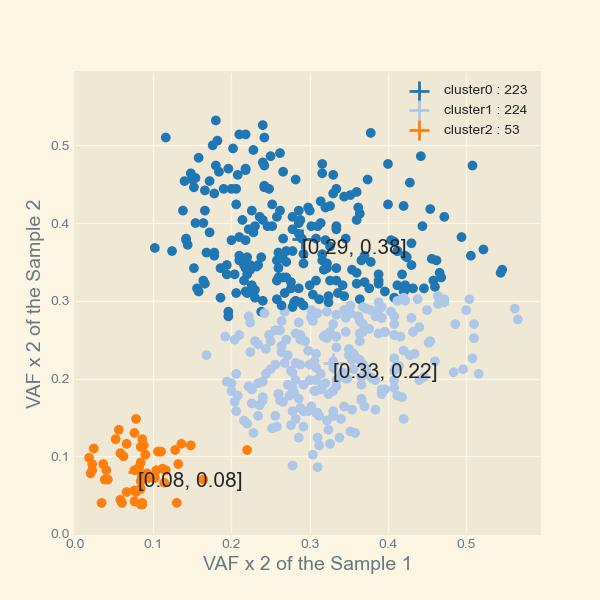 cluster0 : 223
cluster1 : 224
cluster2 : 53
0.5
0.4
[0.29, 0.38]
0.3
[0.33, 0.22]
0.2
0.1
[0.08, 0.08]
0.0
0.0 0.1 0.2 0.3 0.4 0.5
VAF x 2 of the Sample 1
VAF x 2 of the Sample 2